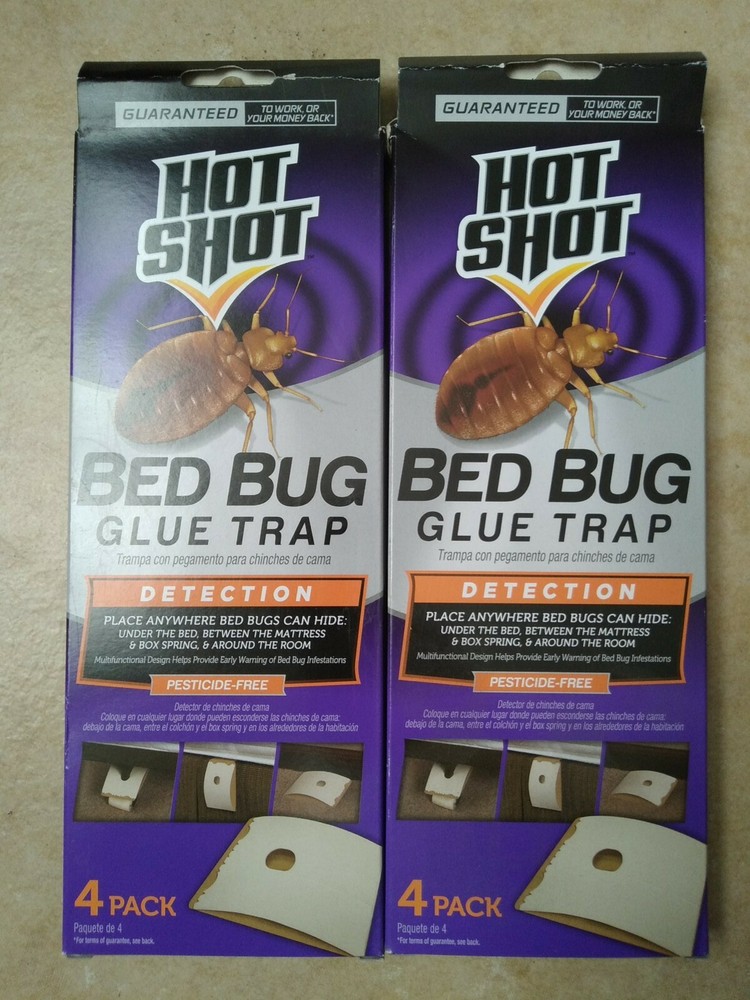 GUARANTEED TO WORK, OR
YOUR MONEY BACK*
HOT
SHOT™
BED BUG
GLUE TRAP
Trampa con pegamento para chinches de cama
DETECTION
PLACE ANYWHERE BED BUGS CAN HIDE:
UNDER THE BED, BETWEEN THE MATTRESS
& BOX SPRING, & AROUND THE ROOM
Multifunctional Design Helps Provide Early Warning of Bed Bug Infestations
PESTICIDE-FREE
Detector de chinches de cama
Coloque en cualquier lugar donde pueden esconderse las chinches de cama:
debajo de la cama, entre el colchón y el box spring y en los alrededores de la habitación
4 PACK
Paquete de 4
*For terms of guarantee, see back.
GUARANTEED TO WORK, OR
YOUR MONEY BACK*
HOT
SHOT™
BED BUG
GLUE TRAP
Trampa con pegamento para chinches de cama
DETECTION
PLACE ANYWHERE BED BUGS CAN HIDE:
UNDER THE BED, BETWEEN THE MATTRESS
& BOX SPRING, & AROUND THE ROOM
Multifunctional Design Helps Provide Early Warning of Bed Bug Infestations
PESTICIDE-FREE
Detector de chinches de cama
Coloque en cualquier lugar donde pueden esconderse las chinches de cama:
debajo de la cama, entre el colchón y el box spring y en los alrededores de la habitación
4 PACK
Paquete de 4
*For terms of guarantee, see back.